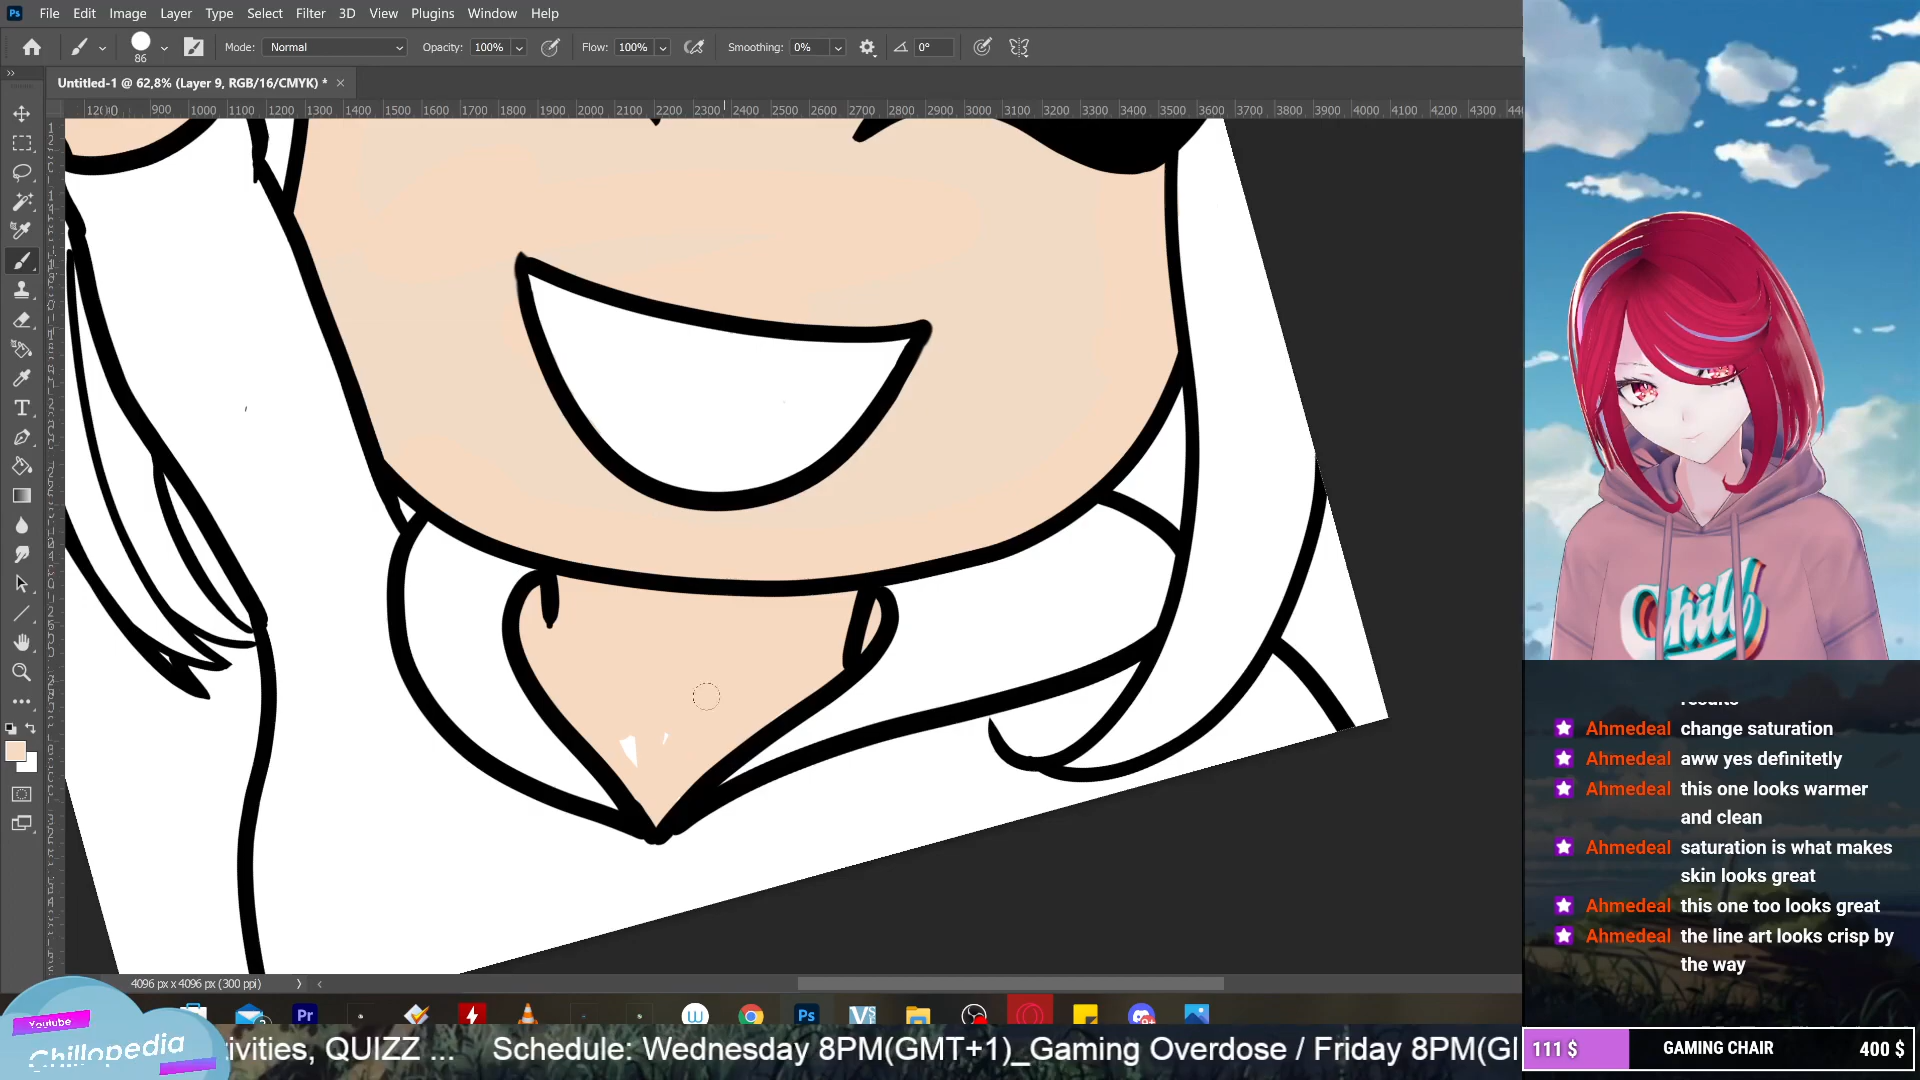 File Edit Image Layer Type Select Filter 3D View Plugins Window Help
86 Mode: Normal Opacity: 100% Flow: 100% Smoothing: 0% 0°
Untitled-1 @ 62,8% (Layer 9, RGB/16/CMYK) *
900 1000 1100 1200 1300 1400 1500 1600 1700 1800 1900 2000 2100 2200 2300 2400 2500 2600 2700 2800 2900 3000 3100 3200 3300 3400 3500 3600 3700 3800 3900 4000 4100 4200 4300
Chill
results
Ahmedeal change saturation
Ahmedeal aww yes definitetly
Ahmedeal this one looks warmer
and clean
Ahmedeal saturation is what makes
skin looks great
Ahmedeal this one too looks great
Ahmedeal the line art looks crisp by
the way
4096 px x 4096 px (300 ppi)
Youtube
Chillopedia
tivities, QUIZZ ... Schedule: Wednesday 8PM(GMT+1)_Gaming Overdose / Friday 8PM(G
111 $ GAMING CHAIR 400 $